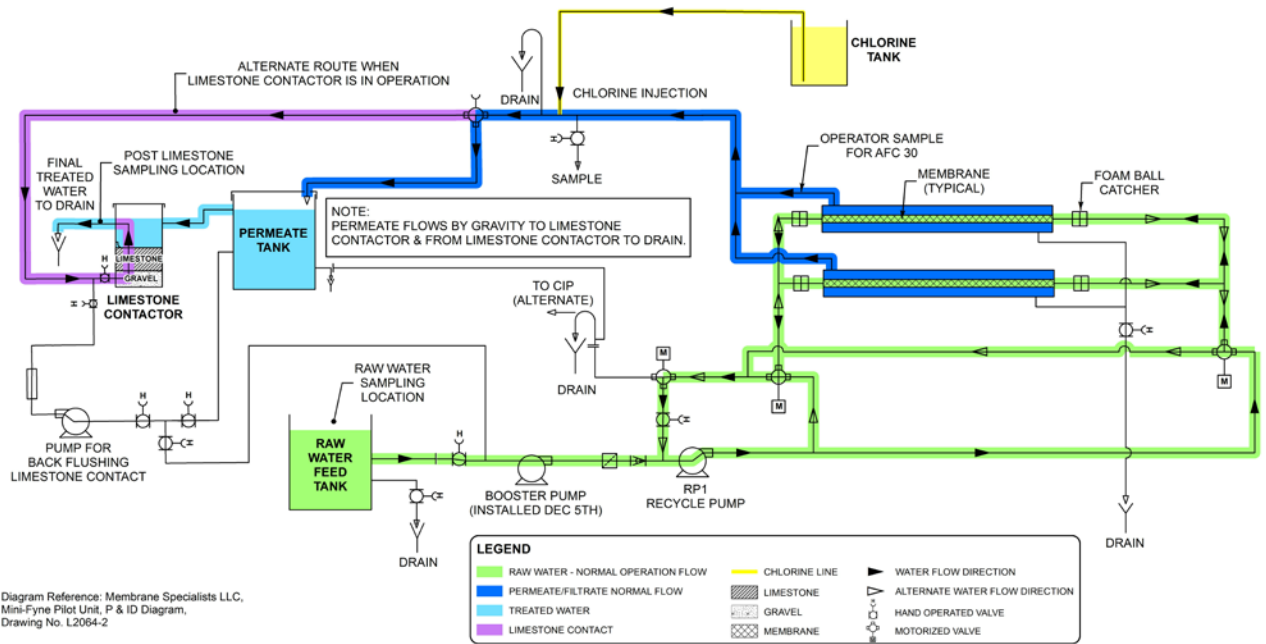 CHLORINE
TANK
ALTERNATE ROUTE WHEN
LIMESTONE CONTACTOR IS IN OPERATION
DRAIN
CHLORINE INJECTION
H
SAMPLE
OPERATOR SAMPLE
FOR AFC 30
MEMBRANE
(TYPICAL)
FOAM BALL
CATCHER
FINAL
TREATED
WATER
TO DRAIN
POST LIMESTONE
SAMPLING LOCATION
PERMEATE
TANK
NOTE:
PERMEATE FLOWS BY GRAVITY TO LIMESTONE
CONTACTOR & FROM LIMESTONE CONTACTOR TO DRAIN.
LIMESTONE
H
GRAVEL
LIMESTONE
CONTACTOR
H
TO CIP
(ALTERNATE)
DRAIN
H
M
M
M
H
RAW WATER
SAMPLING
LOCATION
H
H
H
PUMP FOR
BACK FLUSHING
LIMESTONE CONTACT
RAW
WATER
FEED
TANK
H
H
DRAIN
BOOSTER PUMP
(INSTALLED DEC 5TH)
RP1
RECYCLE PUMP
DRAIN
LEGEND
RAW WATER - NORMAL OPERATION FLOW
PERMEATE/FILTRATE NORMAL FLOW
TREATED WATER
LIMESTONE CONTACT
CHLORINE LINE
LIMESTONE
GRAVEL
MEMBRANE
WATER FLOW DIRECTION
ALTERNATE WATER FLOW DIRECTION
HAND OPERATED VALVE
MOTORIZED VALVE
Diagram Reference: Membrane Specialists LLC,
Mini-Fyne Pilot Unit, P & ID Diagram,
Drawing No. L2064-2